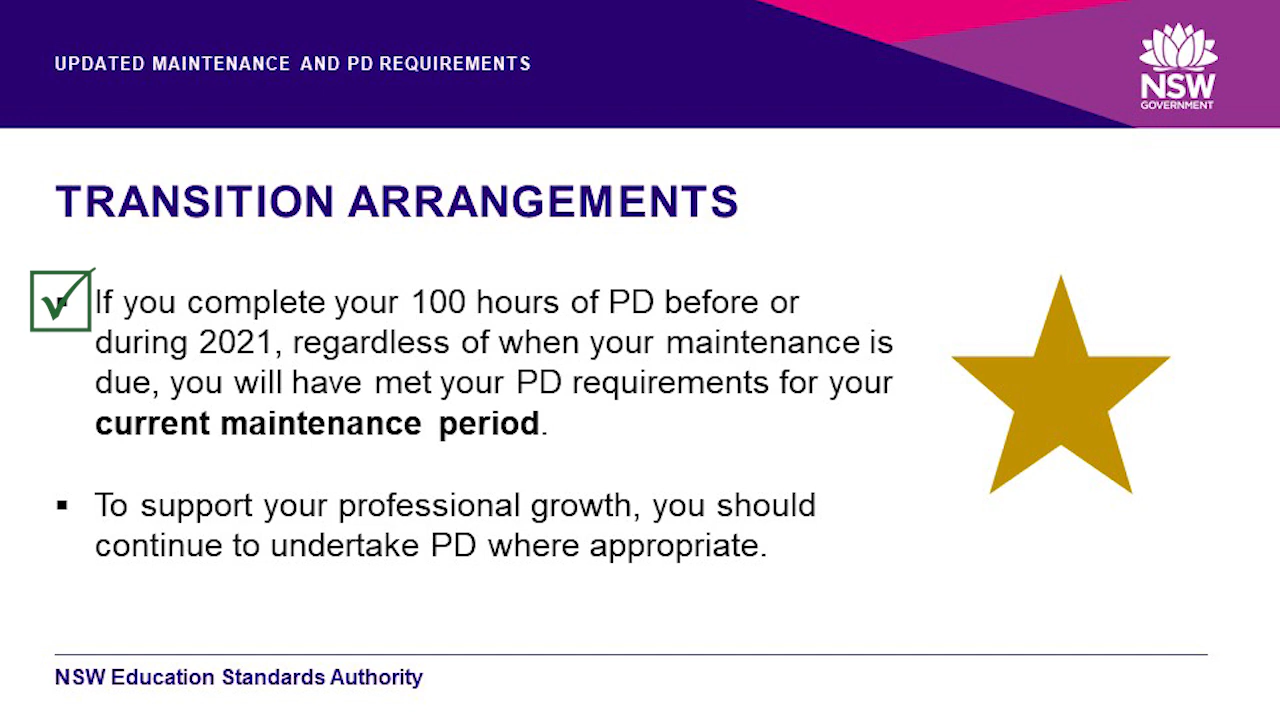 UPDATED MAINTENANCE AND PD REQUIREMENTS
NSW
GOVERNMENT
TRANSITION ARRANGEMENTS
If you complete your 100 hours of PD before or
during 2021, regardless of when your maintenance is
due, you will have met your PD requirements for your
current maintenance period.
▪ To support your professional growth, you should
continue to undertake PD where appropriate.
NSW Education Standards Authority